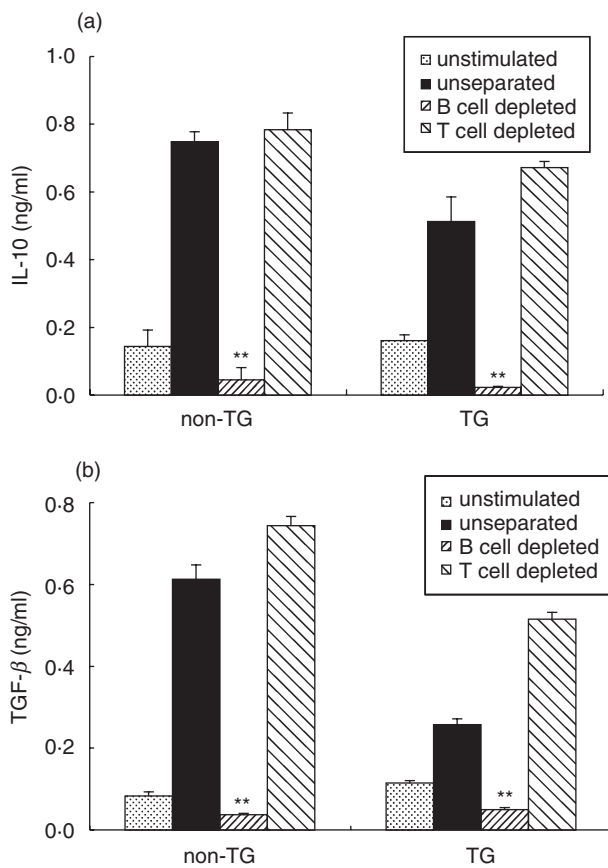 (a)
1·0
0·8
0·6
0·4
0·2
0·0
IL-10 (ng/ml)
unstimulated
unseparated
B cell depleted
T cell depleted
**
**
non-TG
TG
(b)
0·8
0·6
0·4
0·2
0·0
TGF-β (ng/ml)
unstimulated
unseparated
B cell depleted
T cell depleted
**
**
non-TG
TG